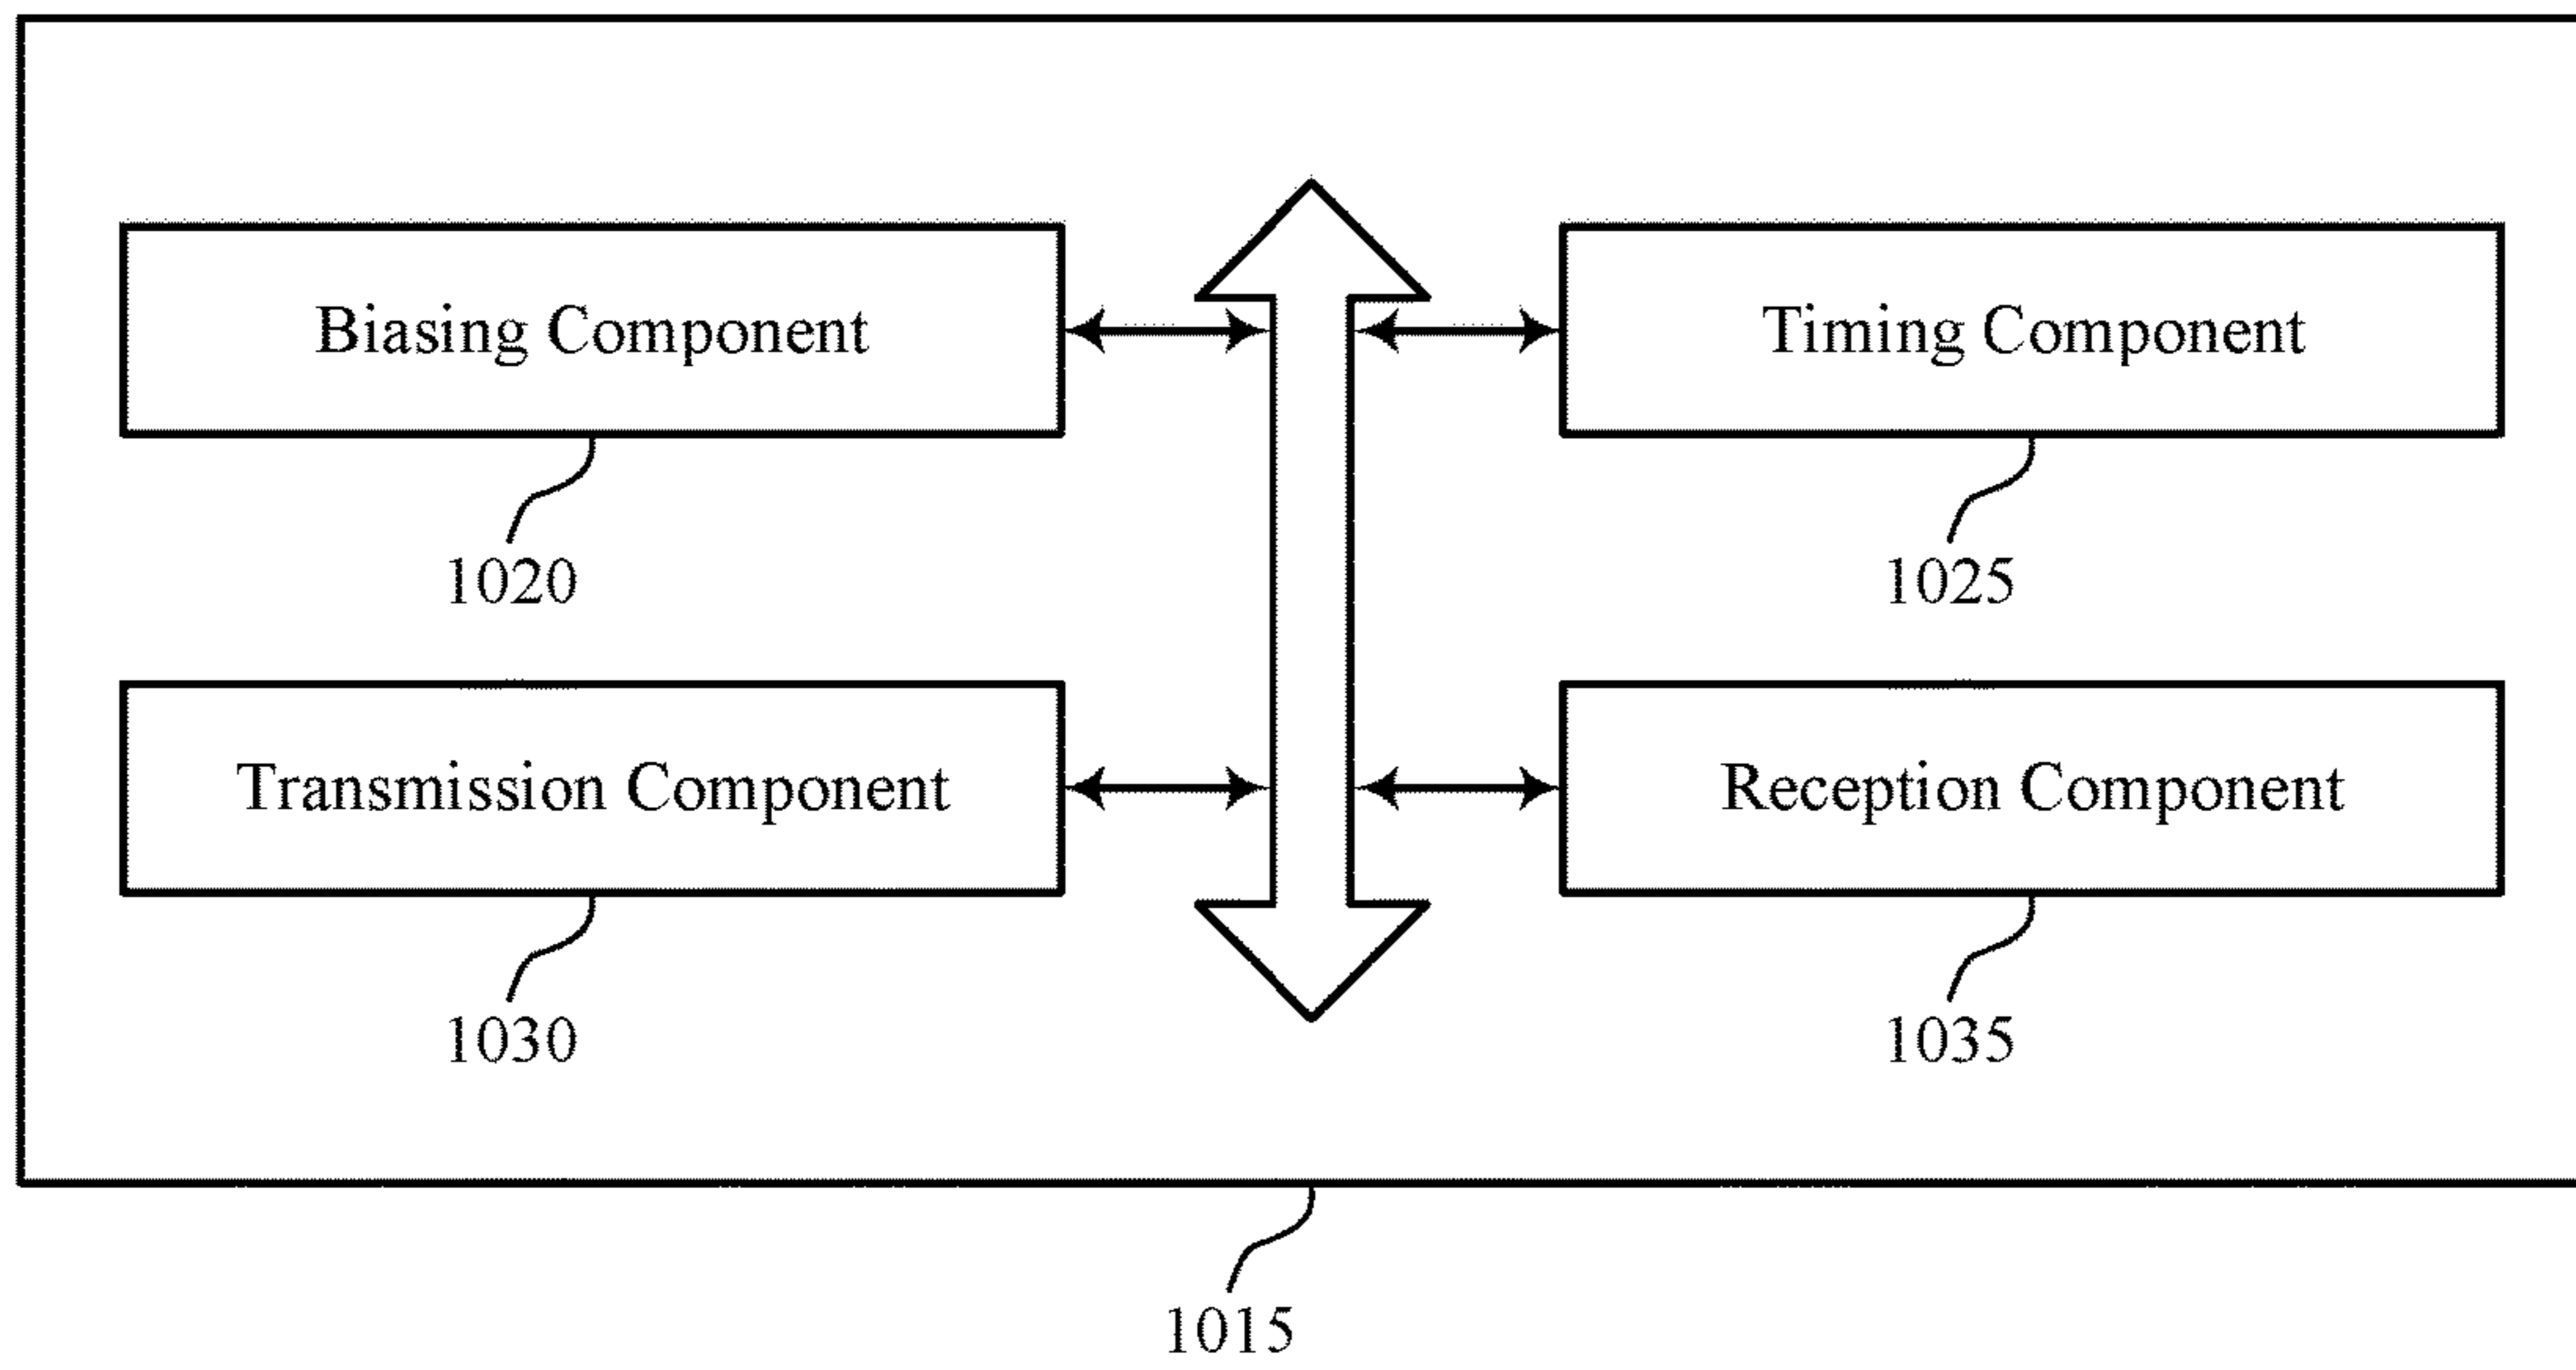 Biasing Component
Timing Component
1020
1025
Transmission Component
Reception Component
1030
1035
1015